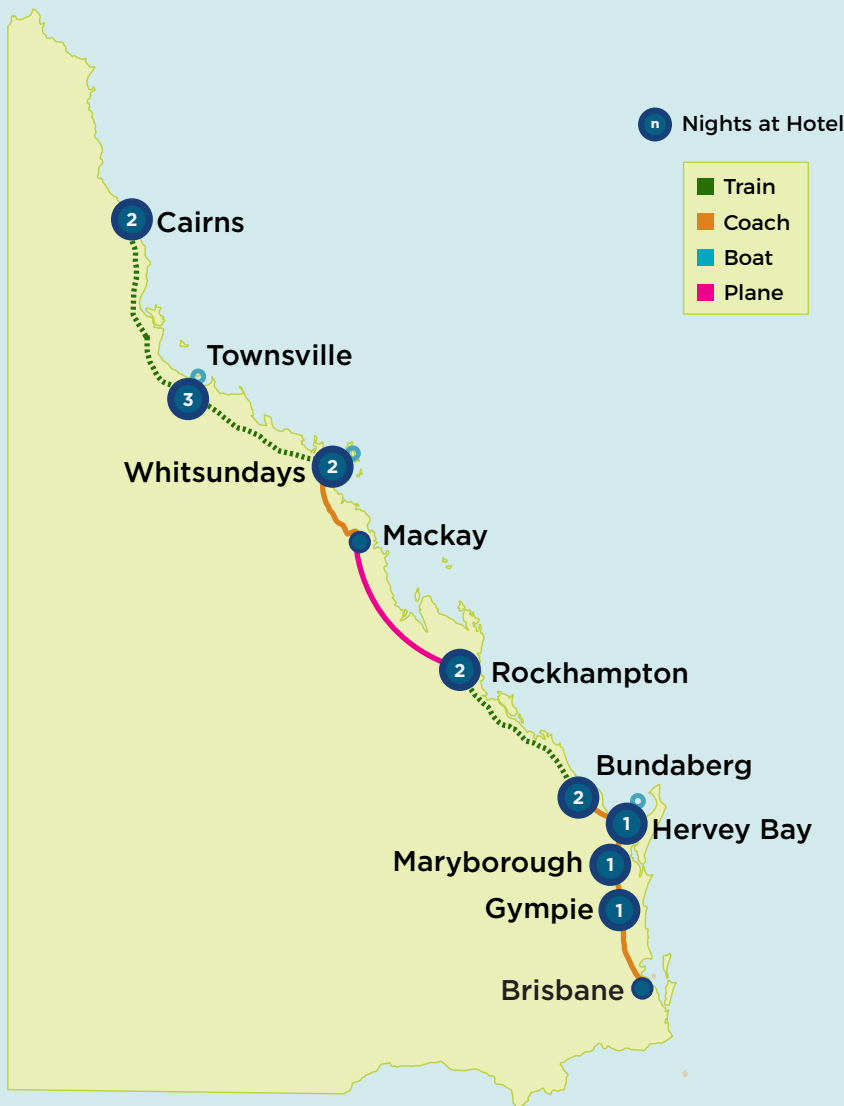 n Nights at Hotel
Train
Coach
Boat
Plane
2 Cairns
Townsville
3
Whitsundays 2
Mackay
2 Rockhampton
Bundaberg
2
1 Hervey Bay
Maryborough 1
Gympie 1
Brisbane